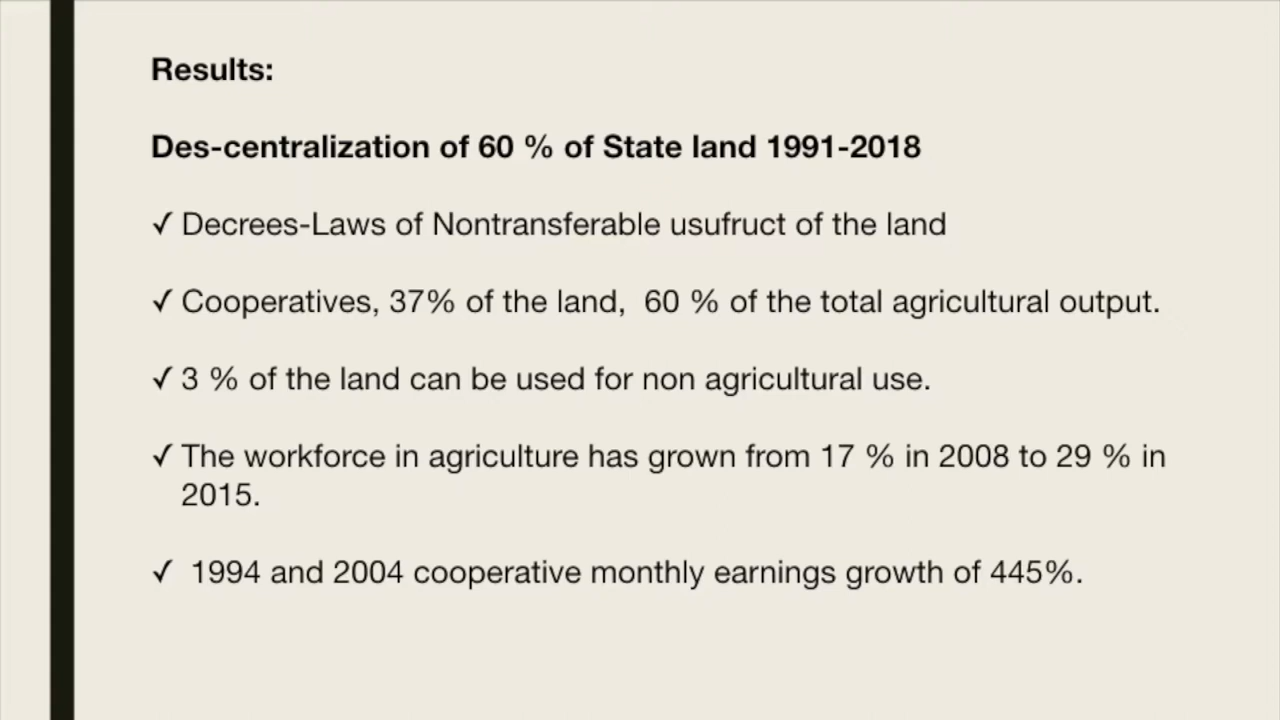 Results:
Des-centralization of 60 % of State land 1991-2018
✓ Decrees-Laws of Nontransferable usufruct of the land
✓ Cooperatives, 37% of the land,  60 % of the total agricultural output.
✓ 3 % of the land can be used for non agricultural use.
✓ The workforce in agriculture has grown from 17 % in 2008 to 29 % in
2015.
✓ 1994 and 2004 cooperative monthly earnings growth of 445%.